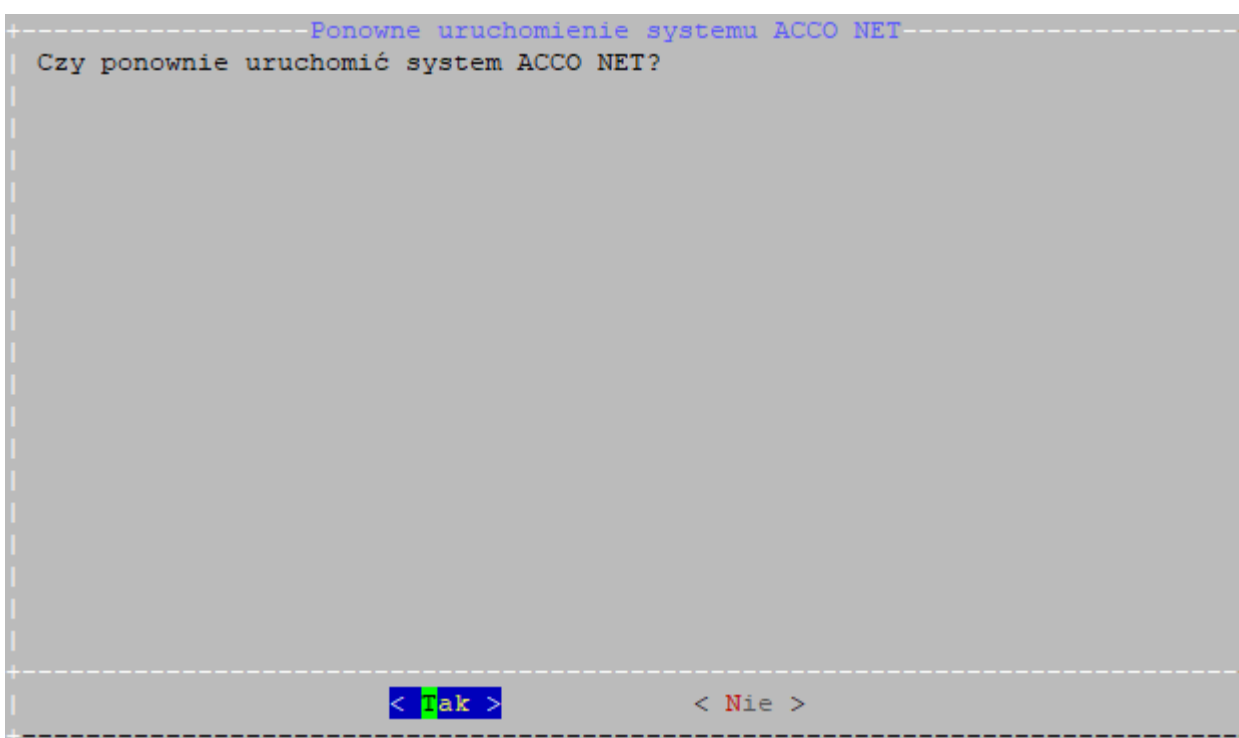 Ponowne uruchomienie systemu ACCO NET
Czy ponownie uruchomić system ACCO NET?
< Tak > < Nie >